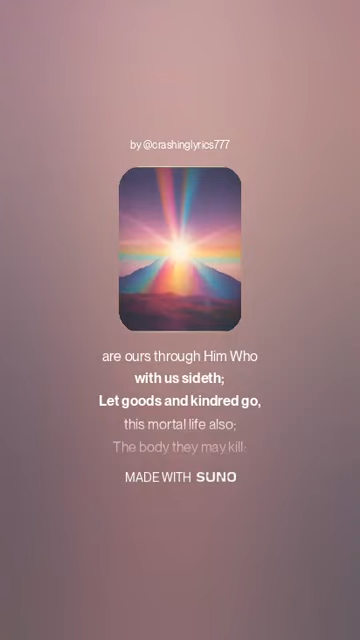 by @crashinglyrics777
are ours through Him Who
with us sideth;
Let goods and kindred go,
this mortal life also;
The body they may kill:
MADE WITH SUNO